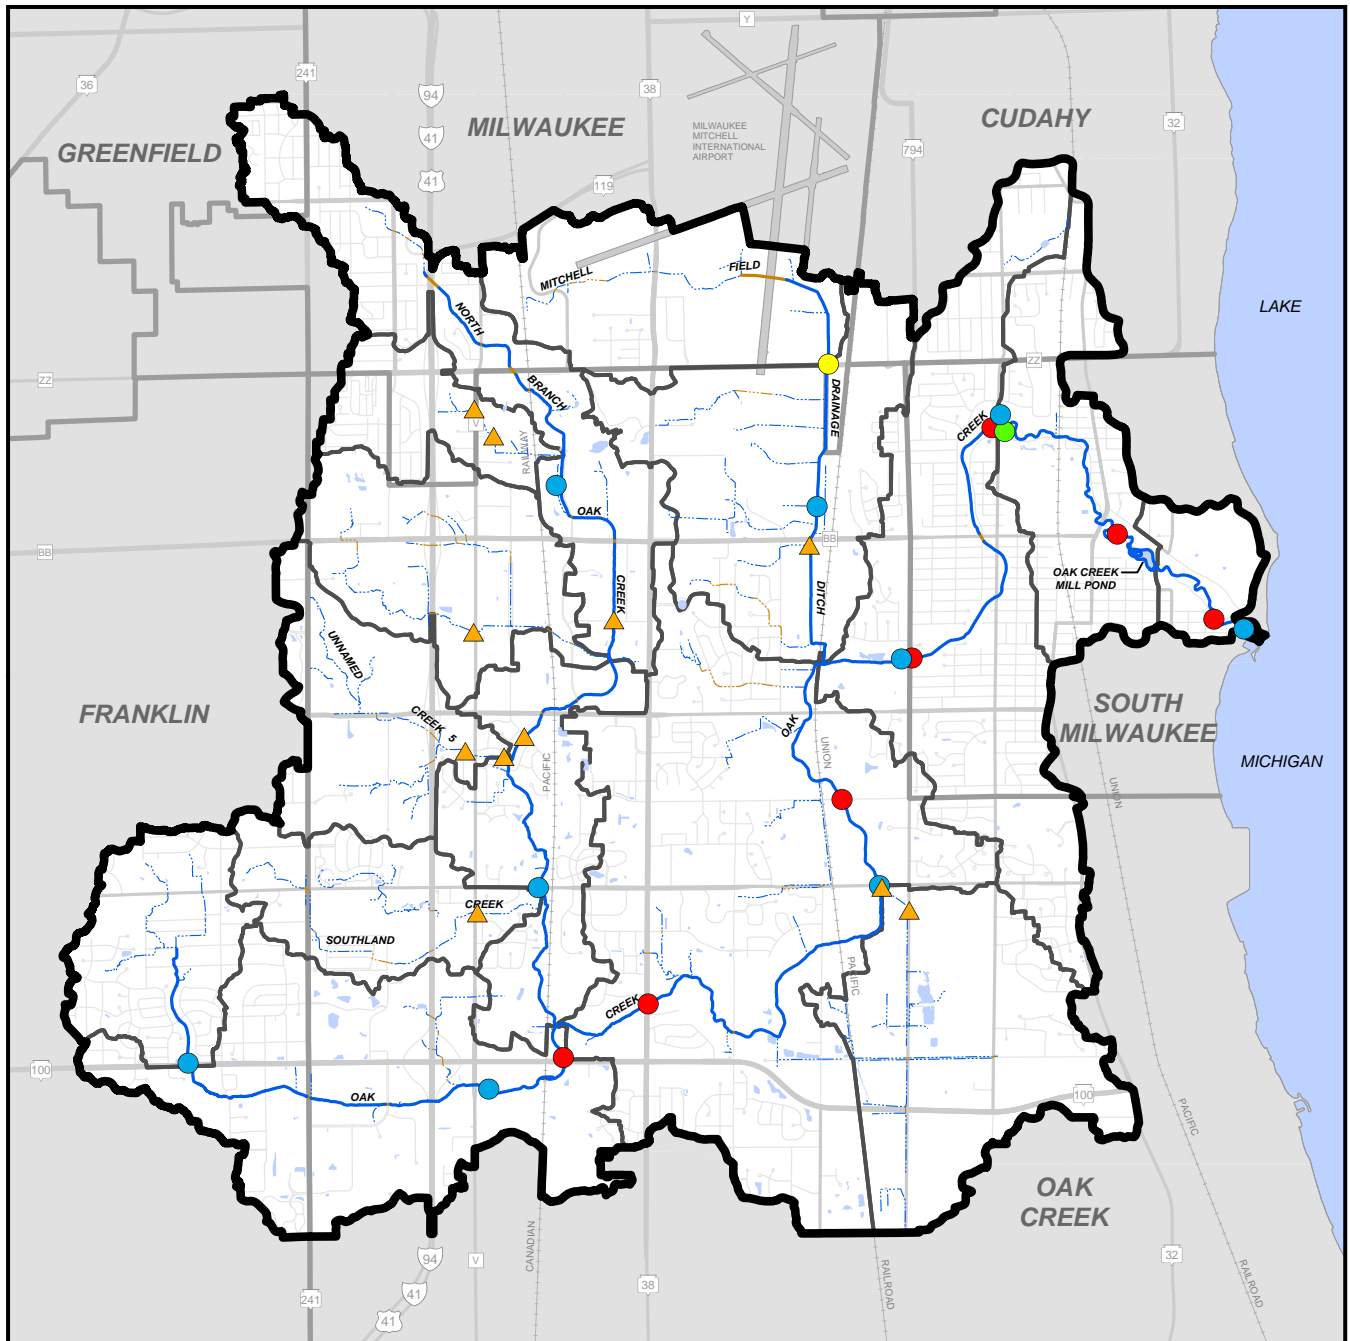 Y
241
36
94
38
CUDAHY
MILWAUKEE
32
MILWAUKEE
MITCHELL
INTERNATIONAL
AIRPORT
41
GREENFIELD
794
41
119
FIELD
MITCHELL
LAKE
NORTH
ZZ
ZZ
BRANCH
DRAINAGE
V
CREEK
RAILWAY
OAK
BB
BB
OAK CREEK
MILL POND
CREEK
DITCH
UNNAMED
FRANKLIN
SOUTH
MILWAUKEE
CREEK 5
OAK
UNION
MICHIGAN
PACIFIC
UNION
CREEK
SOUTHLAND
PACIFIC
CREEK
100
OAK
100
PACIFIC
OAK
CREEK
CANADIAN
94
V
32
38
RAILROAD
RAILROAD
241
41
41